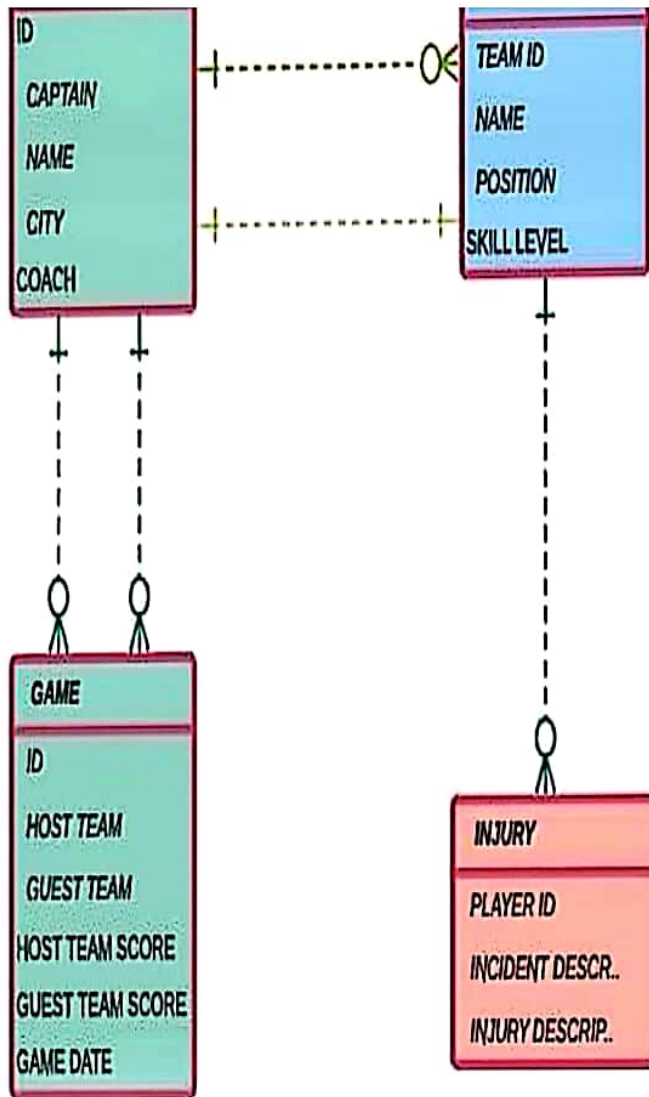 ID
CAPTAIN
NAME
CITY
COACH
TEAM ID
NAME
POSITION
SKILL LEVEL
GAME
ID
HOST TEAM
GUEST TEAM
HOST TEAM SCORE
GUEST TEAM SCORE
GAME DATE
INJURY
PLAYER ID
INCIDENT DESCR..
INJURY DESCRIP..